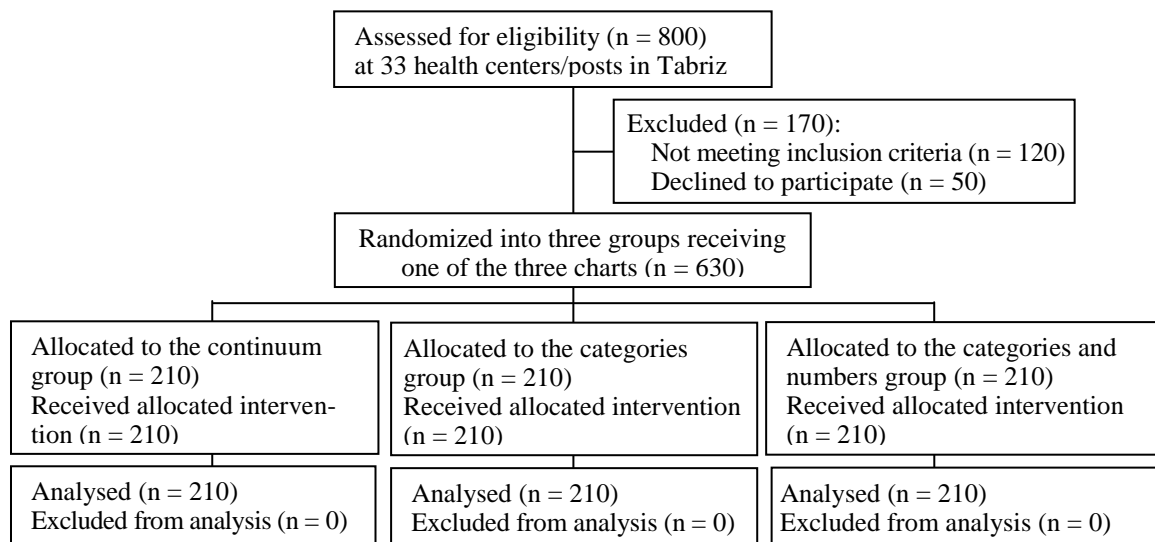 Assessed for eligibility (n = 800)
at 33 health centers/posts in Tabriz
Excluded (n = 170):
Not meeting inclusion criteria (n = 120)
Declined to participate (n = 50)
Randomized into three groups receiving
one of the three charts (n = 630)
Allocated to the continuum
group (n = 210)
Received allocated interven-
tion (n = 210)
Allocated to the categories
group (n = 210)
Received allocated intervention
(n = 210)
Allocated to the categories and
numbers group (n = 210)
Received allocated intervention
(n = 210)
Analysed (n = 210)
Excluded from analysis (n = 0)
Analysed (n = 210)
Excluded from analysis (n = 0)
Analysed (n = 210)
Excluded from analysis (n = 0)